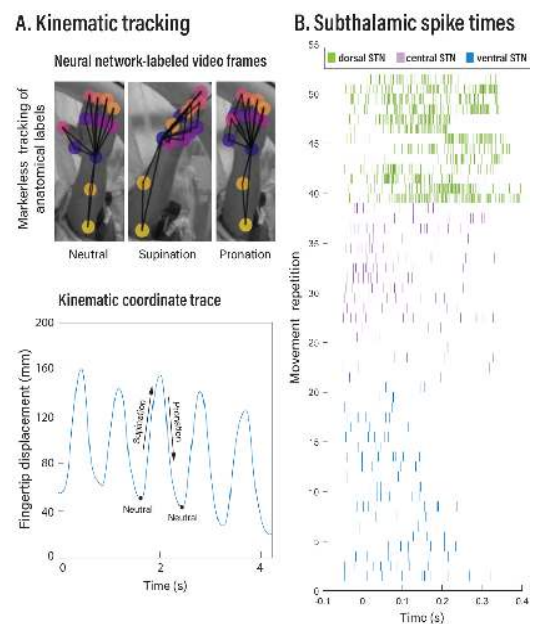 A. Kinematic tracking
Neural network-labeled video frames
Markerless tracking of
anatomical labels
Neutral
Supination
Pronation
Kinematic coordinate trace
Fingertip displacement (mm)
200
160
120
80
40
0
Supination
Pronation
Neutral
Neutral
0
2
4
Time (s)
B. Subthalamic spike times
dorsal STN
central STN
ventral STN
Movement repetition
55
50
45
40
35
30
25
20
15
10
5
0
-0.1
0
0.1
0.2
0.3
0.4
Time (s)